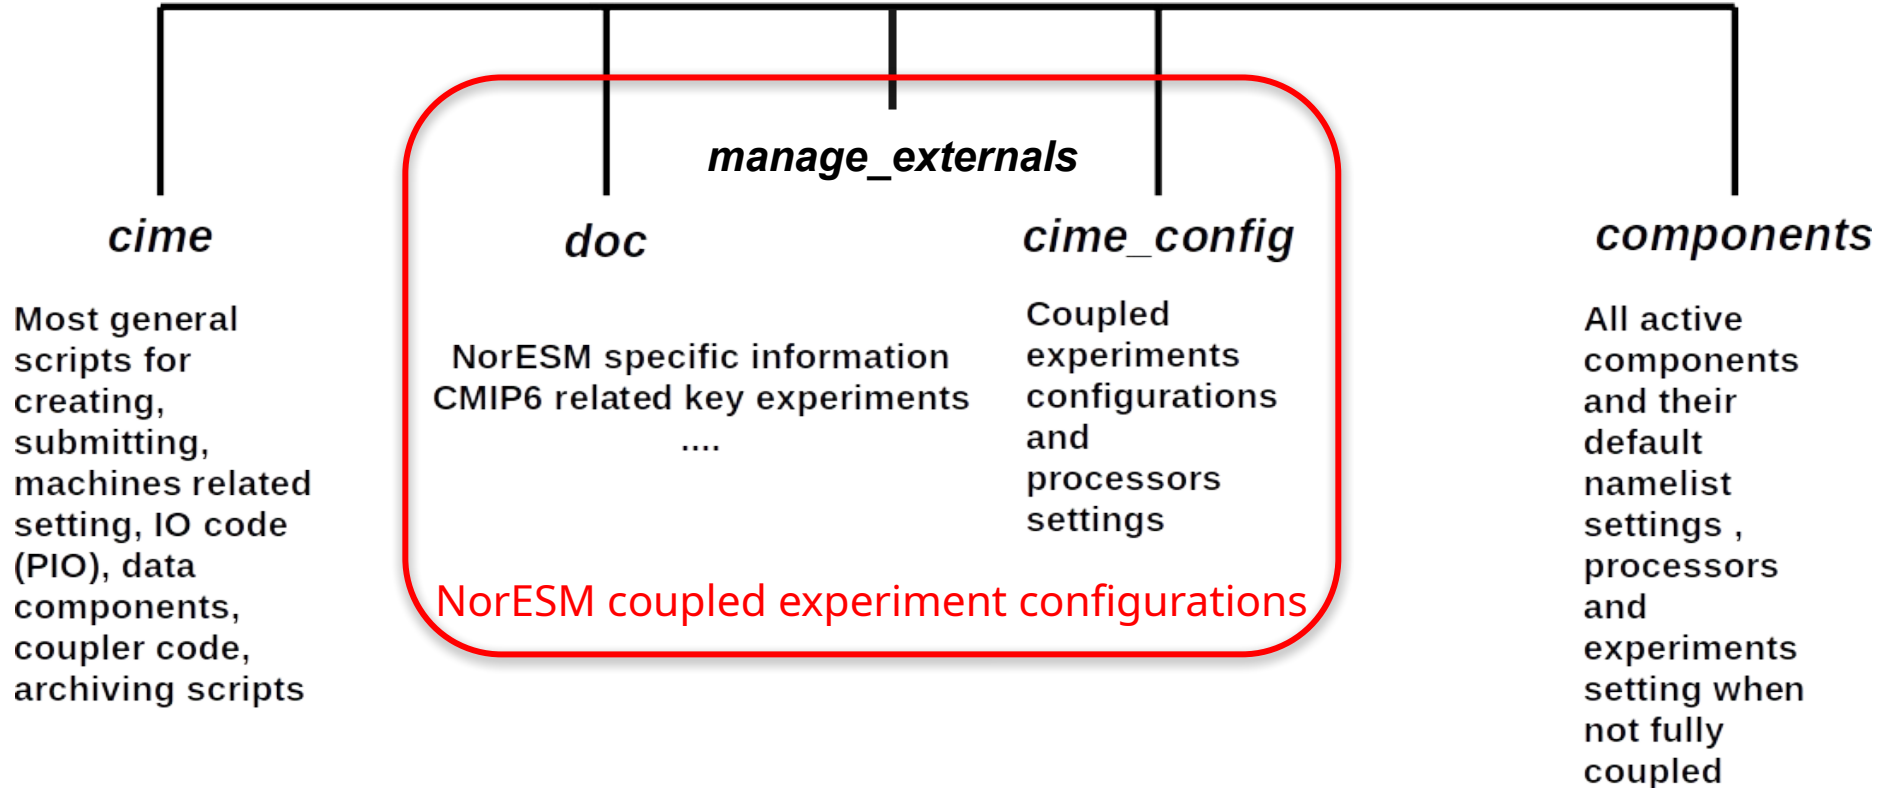 manage_externals
cime
Most general
scripts for
creating,
submitting,
machines related
setting, IO code
(PIO), data
components,
coupler code,
archiving scripts
doc
NorESM specific information
CMIP6 related key experiments
....
cime_config
Coupled
experiments
configurations
and
processors
settings
NorESM coupled experiment configurations
components
All active
components
and their
default
namelist
settings ,
processors
and
experiments
setting when
not fully
coupled